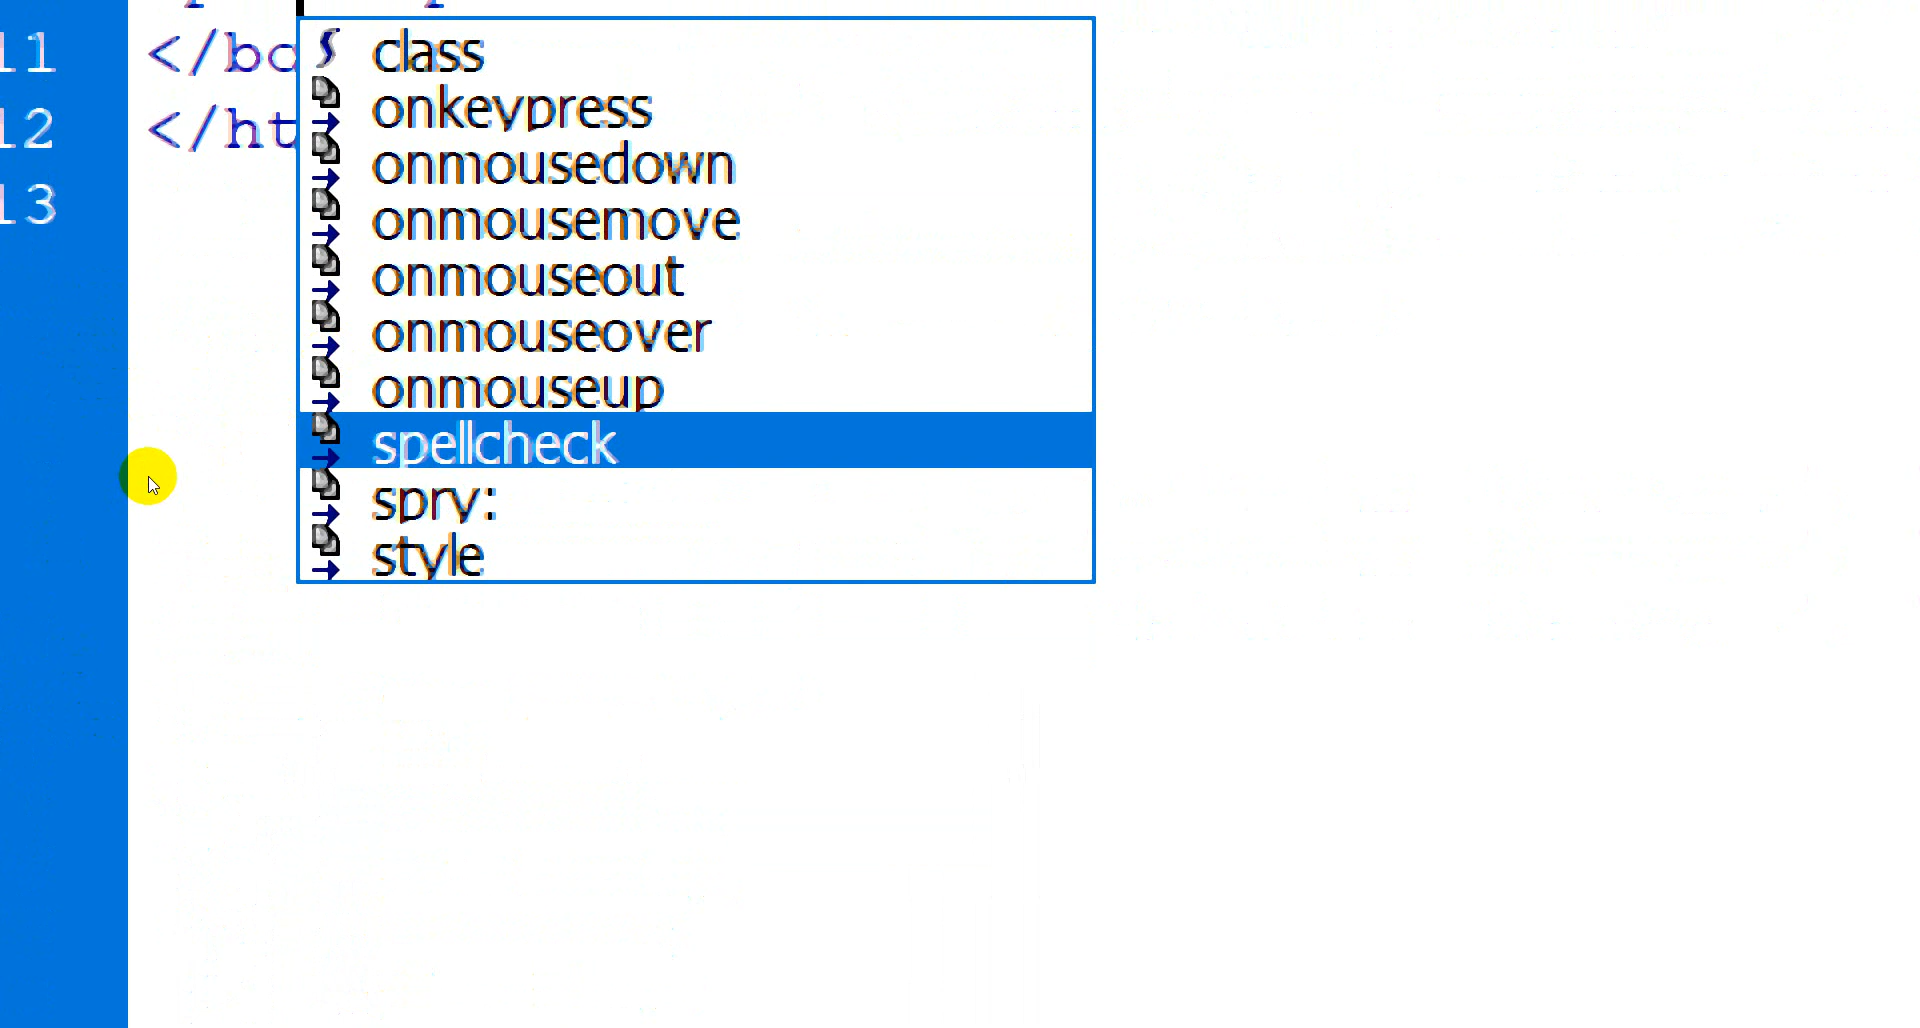 11 </bo
12 </ht
13
class
onkeypress
onmousedown
onmousemove
onmouseout
onmouseover
onmouseup
spellcheck
spry:
style